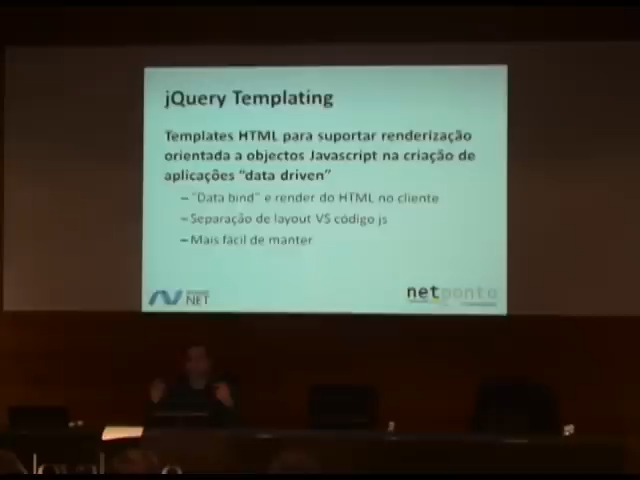 jQuery Templating
Templates HTML para suportar renderização
orientada a objectos Javascript na criação de
aplicações “data driven”
– “Data bind” e render do HTML no cliente
– Separação de layout VS código js
– Mais fácil de manter
NET
netponto